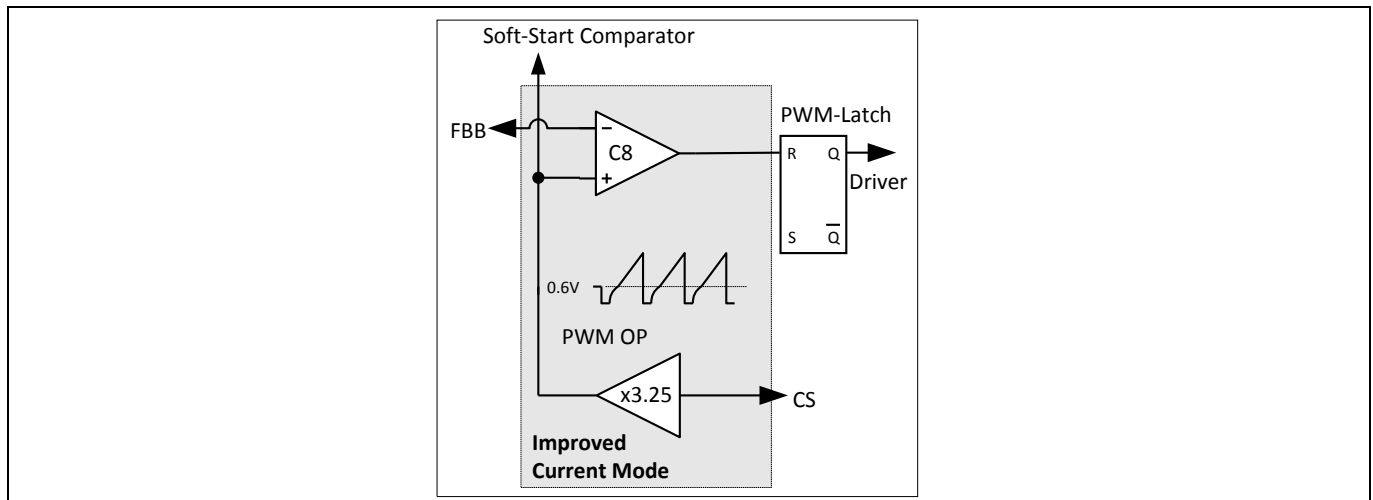 Soft-Start Comparator
FBB
−
C8
+
PWM-Latch
R Q
Driver
S Q̅
0.6V
PWM OP
x3.25
CS
Improved
Current Mode